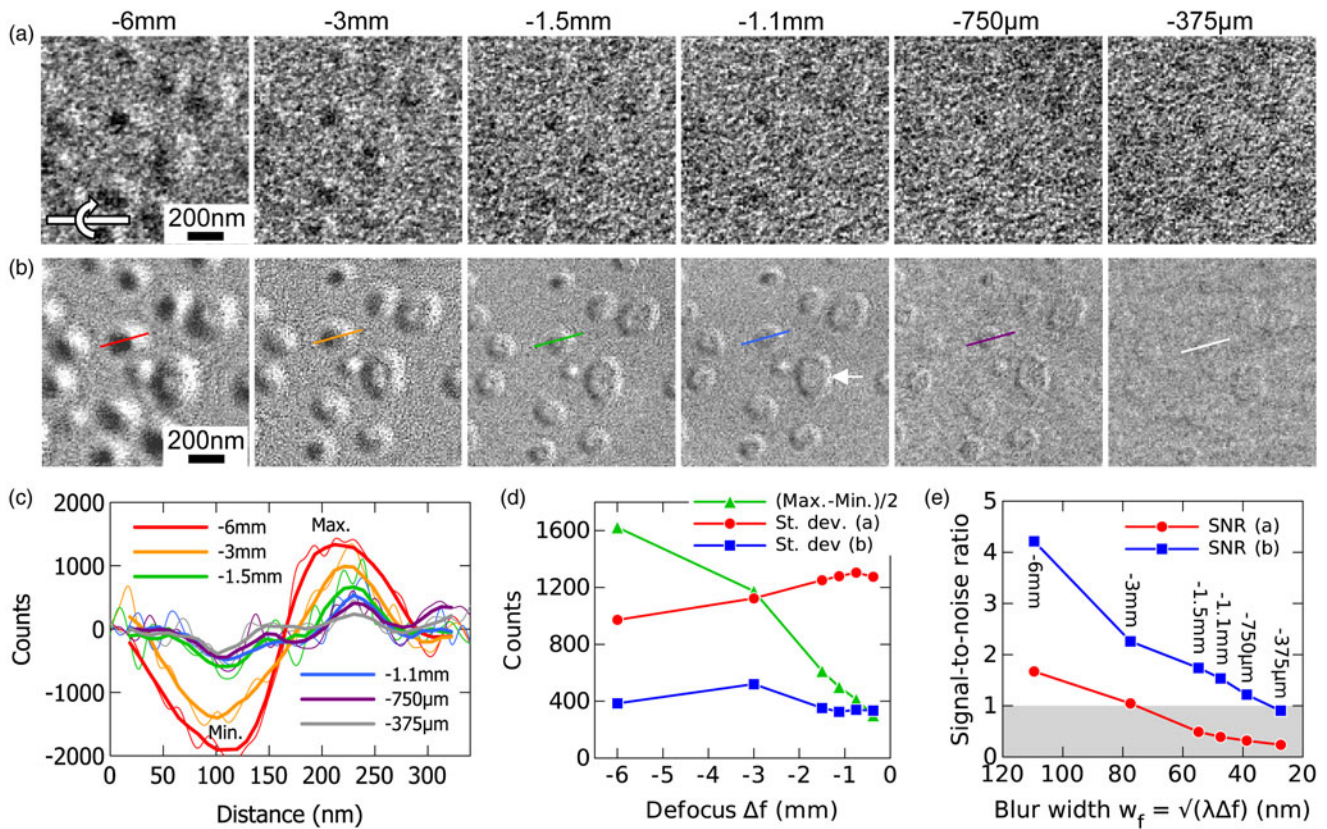 -6mm -3mm -1.5mm -1.1mm -750µm -375µm
(a)
200nm
(b)
200nm
(c)
2000
1000
0
-1000
-2000
Counts
-6mm
-3mm
-1.5mm
Max.
Min.
-1.1mm
-750µm
-375µm
0 50 100 150 200 250 300
Distance (nm)
(d)
(Max.-Min.)/2
St. dev. (a)
St. dev (b)
1600
1200
800
400
0
Counts
-6 -5 -4 -3 -2 -1 0
Defocus Δf (mm)
(e)
5
4
3
2
1
0
Signal-to-noise ratio
SNR (a)
SNR (b)
-6mm
-3mm
-1.5mm
-1.1mm
-750µm
-375µm
120 100 80 60 40 20
Blur width wf = √(λΔf) (nm)